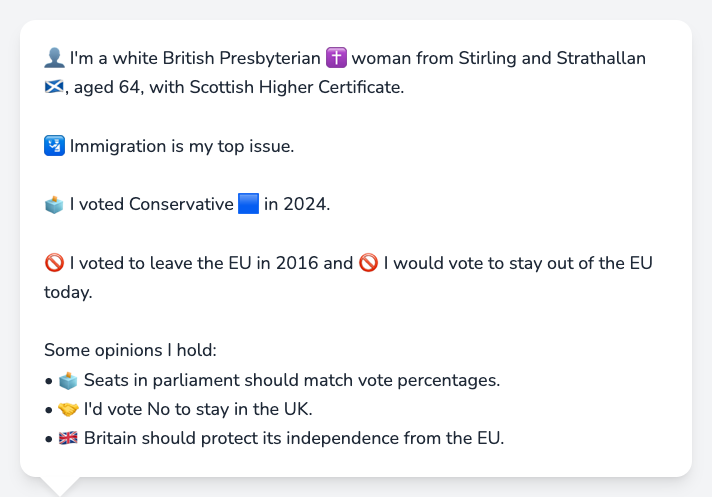 👤 I'm a white British Presbyterian ✝️ woman from Stirling and Strathallan
🏴󠁧󠁢󠁳󠁣󠁴󠁿, aged 64, with Scottish Higher Certificate.
🛂 Immigration is my top issue.
🗳️ I voted Conservative 🟦 in 2024.
🚫 I voted to leave the EU in 2016 and 🚫 I would vote to stay out of the EU
today.
Some opinions I hold:
• 🗳️ Seats in parliament should match vote percentages.
• 🤝 I'd vote No to stay in the UK.
• 🇬🇧 Britain should protect its independence from the EU.